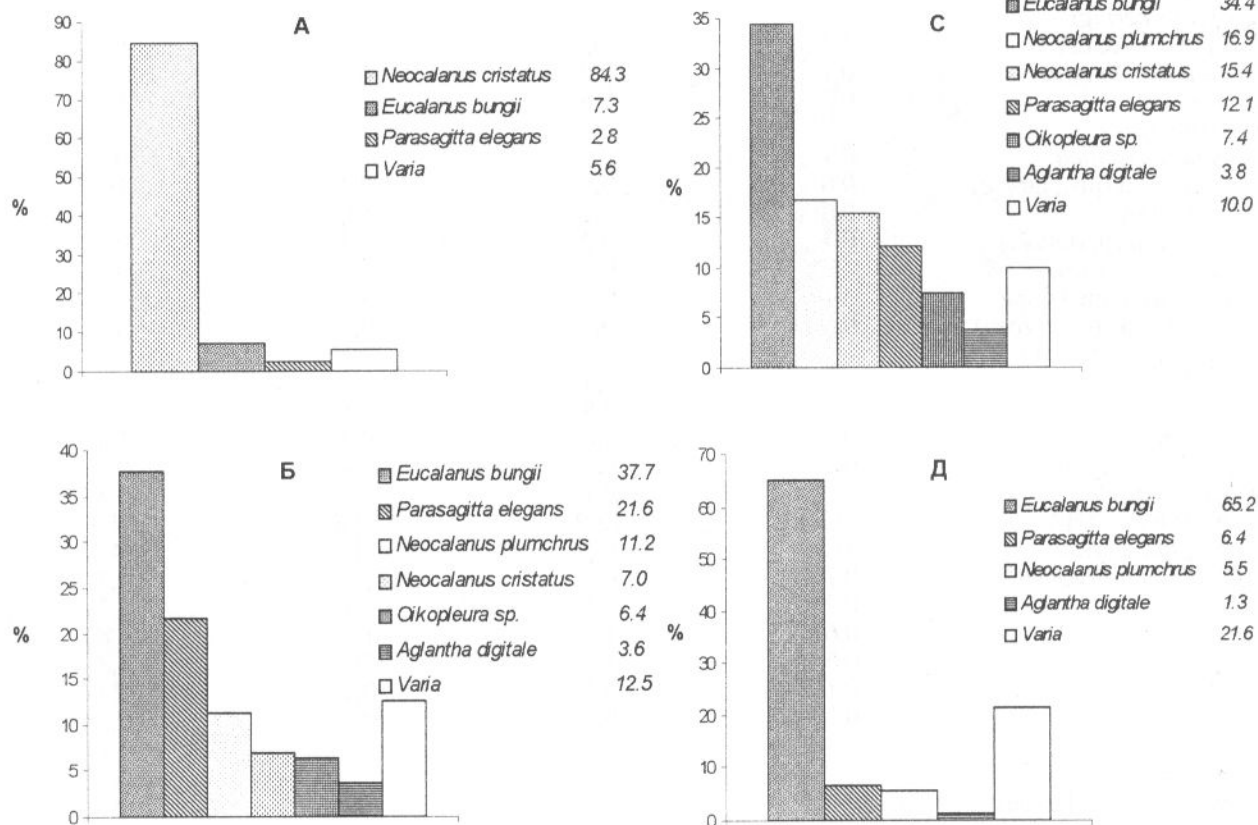 А
90
80
70
60
50
40
30
20
10
0
%
Neocalanus cristatus 84.3
Eucalanus bungii 7.3
Parasagitta elegans 2.8
Varia 5.6
С
35
30
25
20
15
10
5
0
%
Eucalanus bungii 34.4
Neocalanus plumchrus 16.9
Neocalanus cristatus 15.4
Parasagitta elegans 12.1
Oikopleura sp. 7.4
Aglantha digitale 3.8
Varia 10.0
Б
40
35
30
25
20
15
10
5
0
%
Eucalanus bungii 37.7
Parasagitta elegans 21.6
Neocalanus plumchrus 11.2
Neocalanus cristatus 7.0
Oikopleura sp. 6.4
Aglantha digitale 3.6
Varia 12.5
Д
70
60
50
40
30
20
10
0
%
Eucalanus bungii 65.2
Parasagitta elegans 6.4
Neocalanus plumchrus 5.5
Aglantha digitale 1.3
Varia 21.6